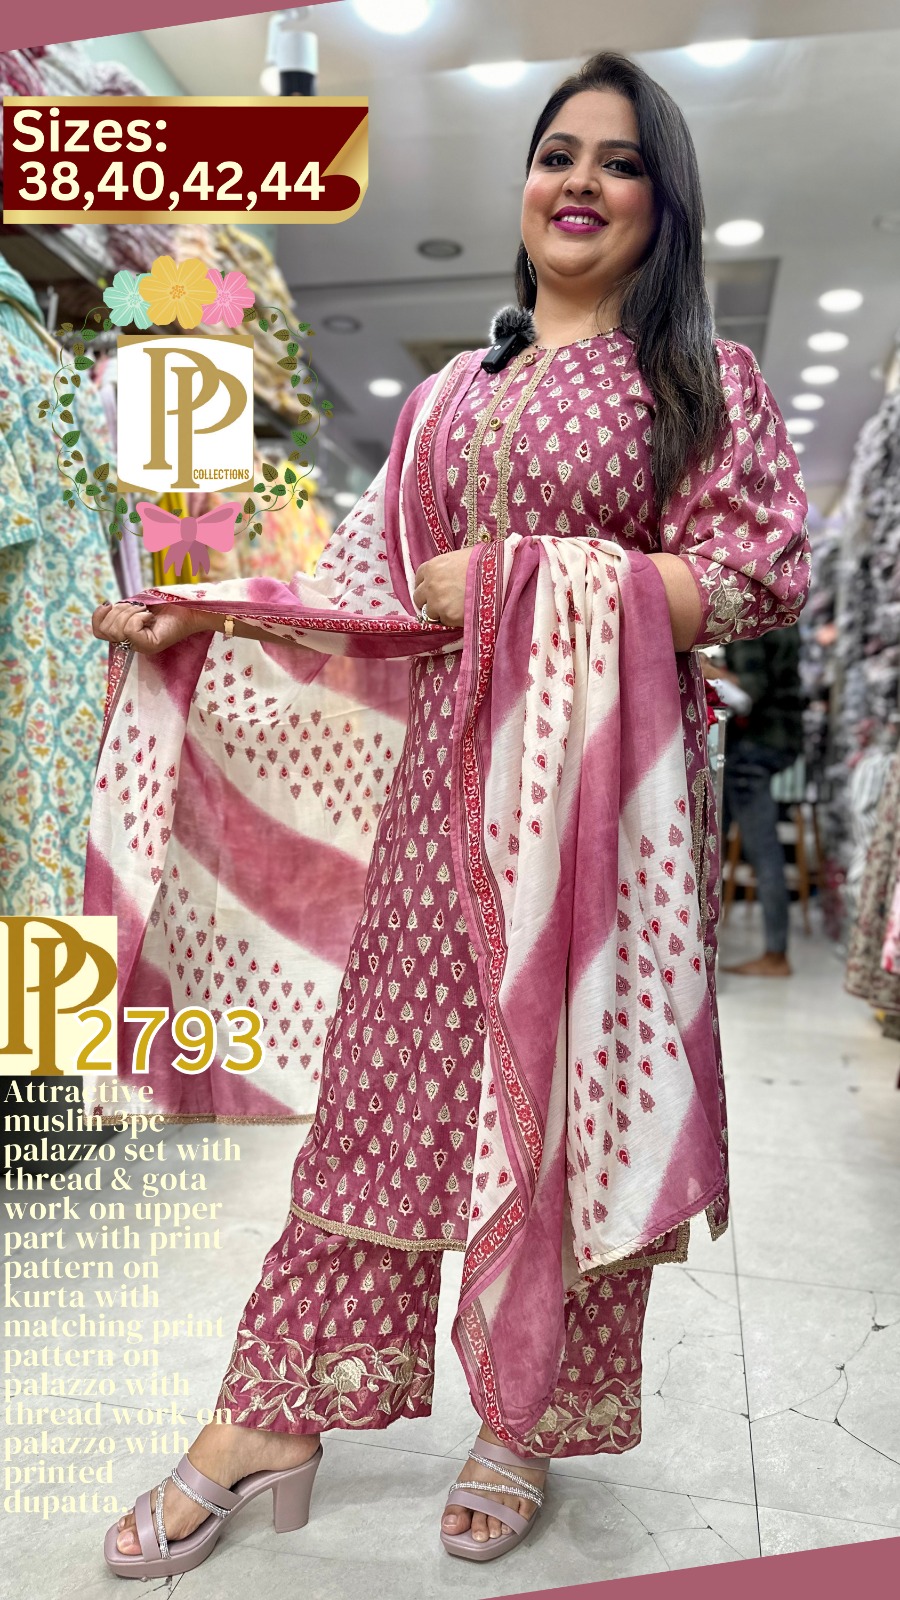 Sizes:
38,40,42,44
PP
COLLECTIONS
PP
2793
Attractive
muslin 3pc
palazzo set with
thread & gota
work on upper
part with print
pattern on
kurta with
matching print
pattern on
palazzo with
thread work on
palazzo with
printed
dupatta.